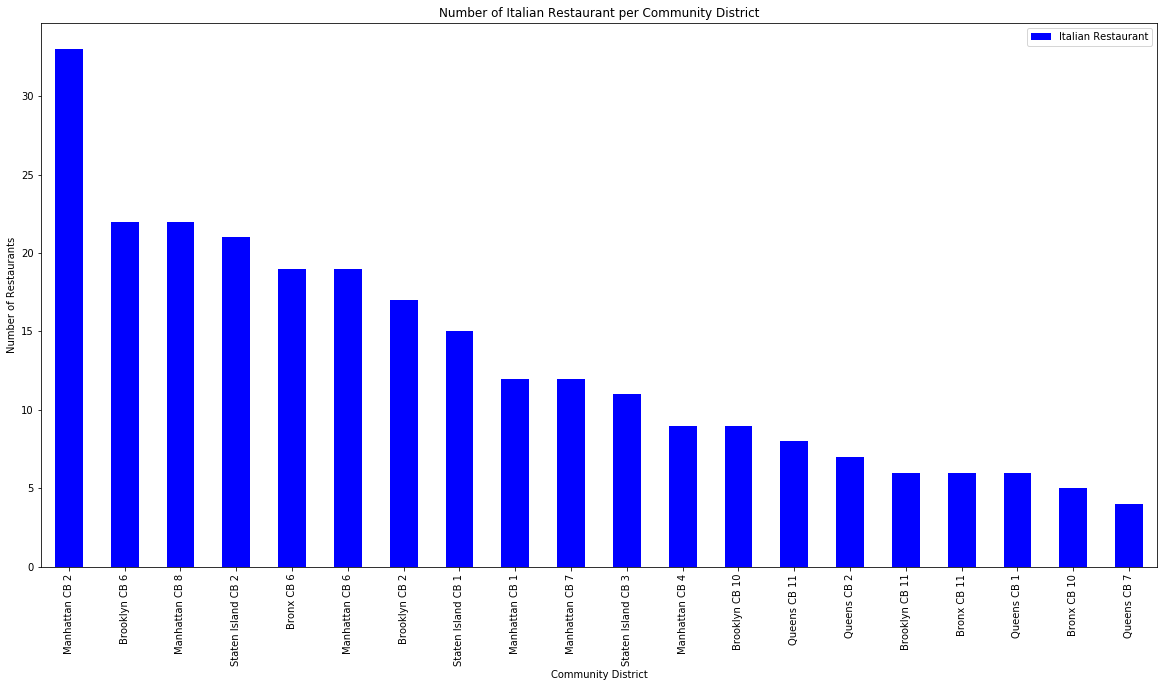 Number of Italian Restaurant per Community District
Italian Restaurant
Number of Restaurants
30
25
20
15
10
5
0
Manhattan CB 2
Brooklyn CB 6
Manhattan CB 8
Staten Island CB 2
Bronx CB 6
Manhattan CB 6
Brooklyn CB 2
Staten Island CB 1
Manhattan CB 1
Manhattan CB 7
Staten Island CB 3
Manhattan CB 4
Brooklyn CB 10
Queens CB 11
Queens CB 2
Brooklyn CB 11
Bronx CB 11
Queens CB 1
Bronx CB 10
Queens CB 7
Community District